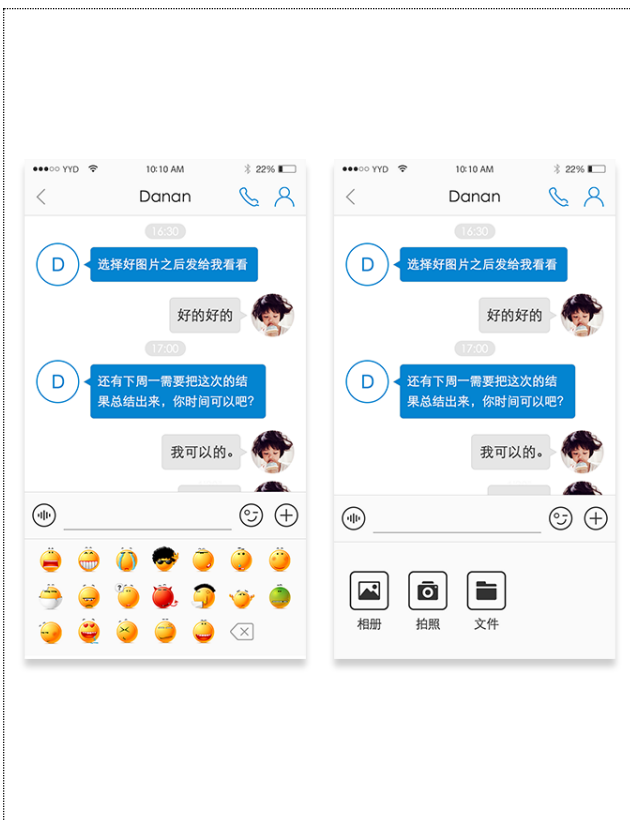 YYD 10:10 AM 22%
Danan
16:30
D
选择好图片之后发给我看看
好的好的
17:00
D
还有下周一需要把这次的结
果总结出来，你时间可以吧?
我可以的。
YYD 10:10 AM 22%
Danan
16:30
D
选择好图片之后发给我看看
好的好的
17:00
D
还有下周一需要把这次的结
果总结出来，你时间可以吧?
我可以的。
相册 拍照 文件